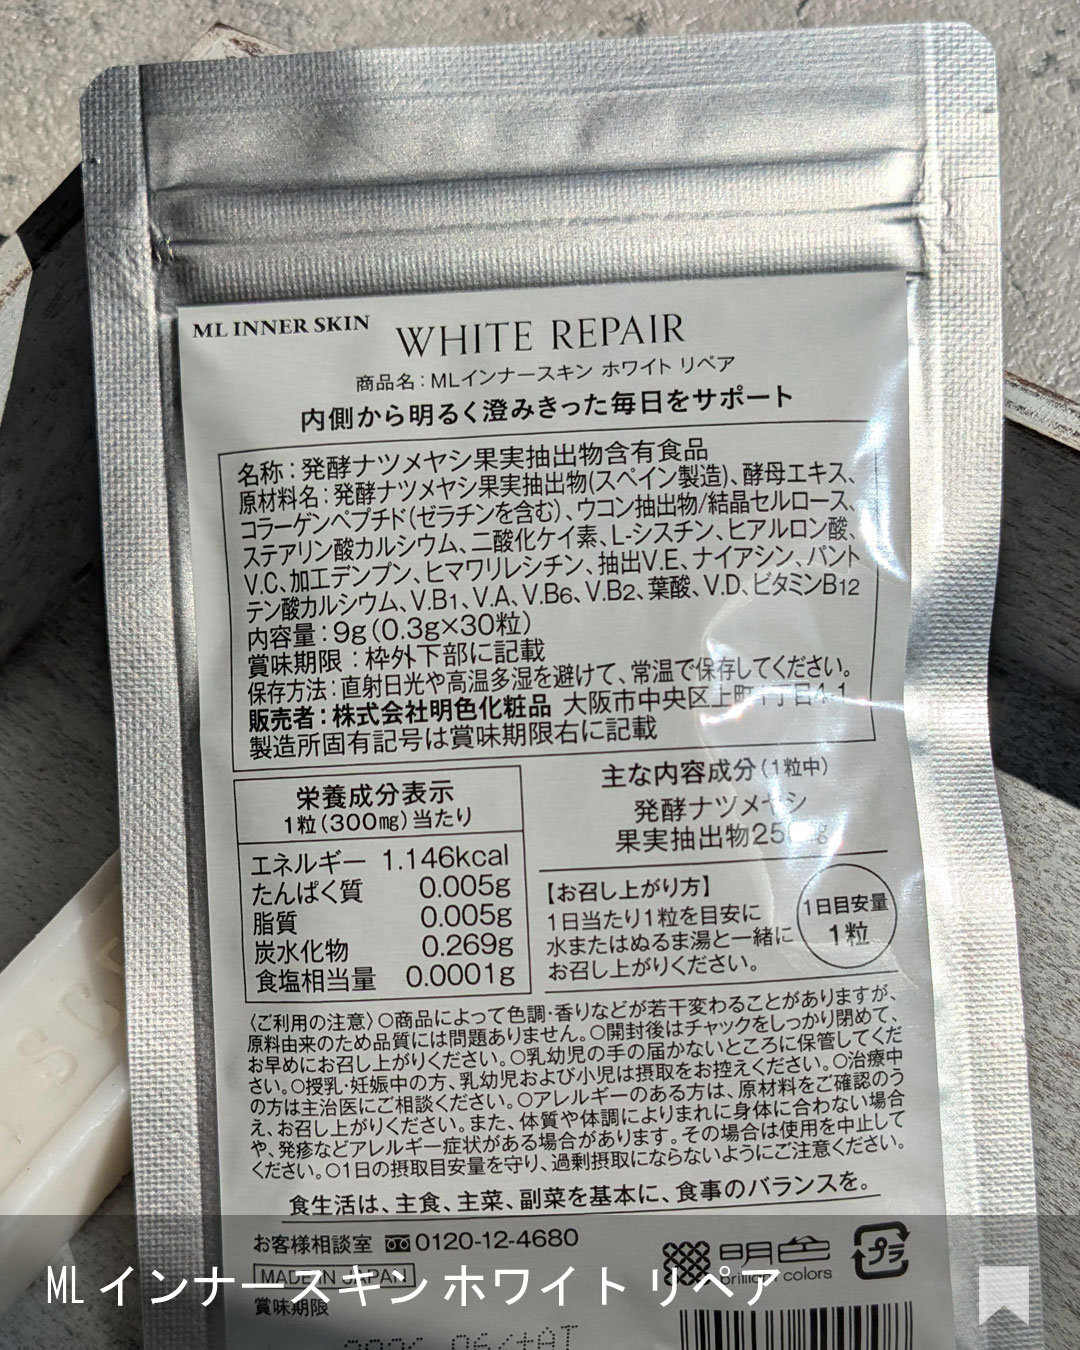 ML INNER SKIN WHITE REPAIR
商品名:MLインナースキン ホワイト リペア
内側から明るく澄みきった毎日をサポート
名称:発酵ナツメヤシ果実抽出物含有食品
原材料名:発酵ナツメヤシ果実抽出物(スペイン製造)、酵母エキス、
コラーゲンペプチド(ゼラチンを含む)、ウコン抽出物/結晶セルロース、
ステアリン酸カルシウム、二酸化ケイ素、L-シスチン、ヒアルロン酸、
V.C、加工デンプン、ヒマワリレシチン、抽出V.E、ナイアシン、パント
テン酸カルシウム、V.B1、V.A、V.B6、V.B2、葉酸、V.D、ビタミンB12
内容量:9g(0.3g×30粒)
賞味期限:枠外下部に記載
保存方法:直射日光や高温多湿を避けて、常温で保存してください。
販売者:株式会社明色化粧品 大阪市中央区上町1丁目4-1
製造所固有記号は賞味期限右に記載
栄養成分表示
1粒(300㎎)当たり
エネルギー 1.146kcal
たんぱく質 0.005g
脂質 0.005g
炭水化物 0.269g
食塩相当量 0.0001g
主な内容成分(1粒中)
発酵ナツメヤシ
果実抽出物
【お召し上がり方】
1日当たり1粒を目安に
水またはぬるま湯と一緒に
お召し上がりください。
1日目安量
1粒
〈ご利用の注意〉○商品によって色調・香りなどが若干変わることがありますが、
原料由来のため品質には問題ありません。○開封後はチャックをしっかり閉めて、
お早めにお召し上がりください。○乳幼児の手の届かないところに保管してくだ
さい。○授乳・妊娠中の方、乳幼児および小児は摂取をお控えください。○治療中
の方は主治医にご相談ください。○アレルギーのある方は、原材料をご確認のう
え、お召し上がりください。また、体質や体調によりまれに身体に合わない場合
や、発疹などアレルギー症状がある場合があります。その場合は使用を中止して
ください。○1日の摂取目安量を守り、過剰摂取にならないようにご注意ください。
食生活は、主食、主菜、副菜を基本に、食事のバランスを。
お客様相談室 0120-12-4680
MADE IN JAPAN
賞味期限
明色
brilliant colors
プラ
MLインナースキン ホワイト リペア